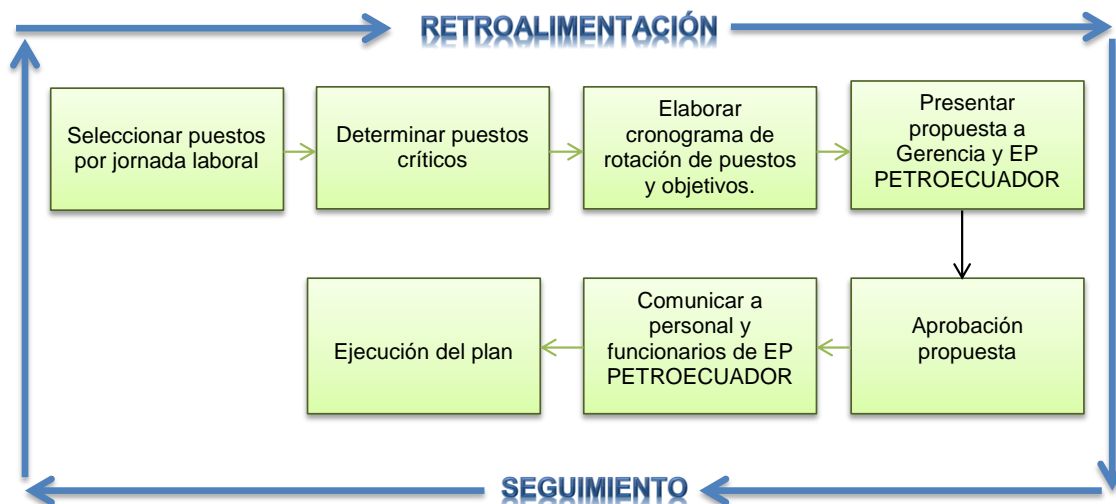 RETROALIMENTACIÓN
Seleccionar puestos
por jornada laboral
Determinar puestos
críticos
Elaborar
cronograma de
rotación de puestos
y objetivos.
Presentar
propuesta a
Gerencia y EP
PETROECUADOR
Ejecución del plan
Comunicar a
personal y
funcionarios de EP
PETROECUADOR
Aprobación
propuesta
SEGUIMIENTO